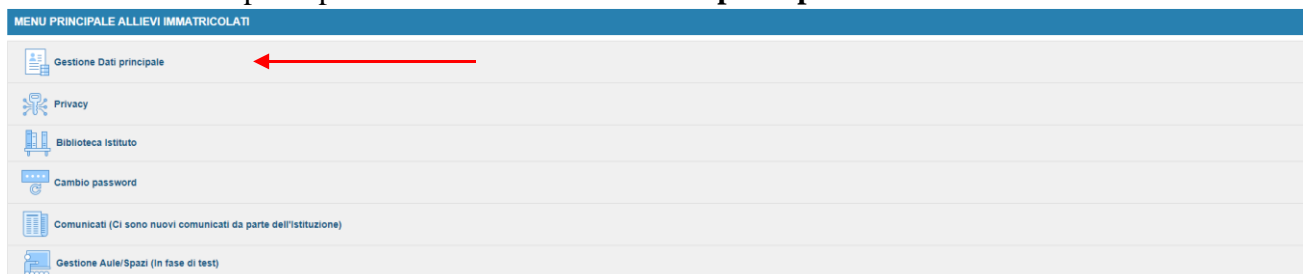 MENU PRINCIPALE ALLIEVI IMMATRICOLATI
Gestione Dati principale
Privacy
Biblioteca Istituto
Cambio password
Comunicati (Ci sono nuovi comunicati da parte dell'Istituzione)
Gestione Aule/Spazi (In fase di test)